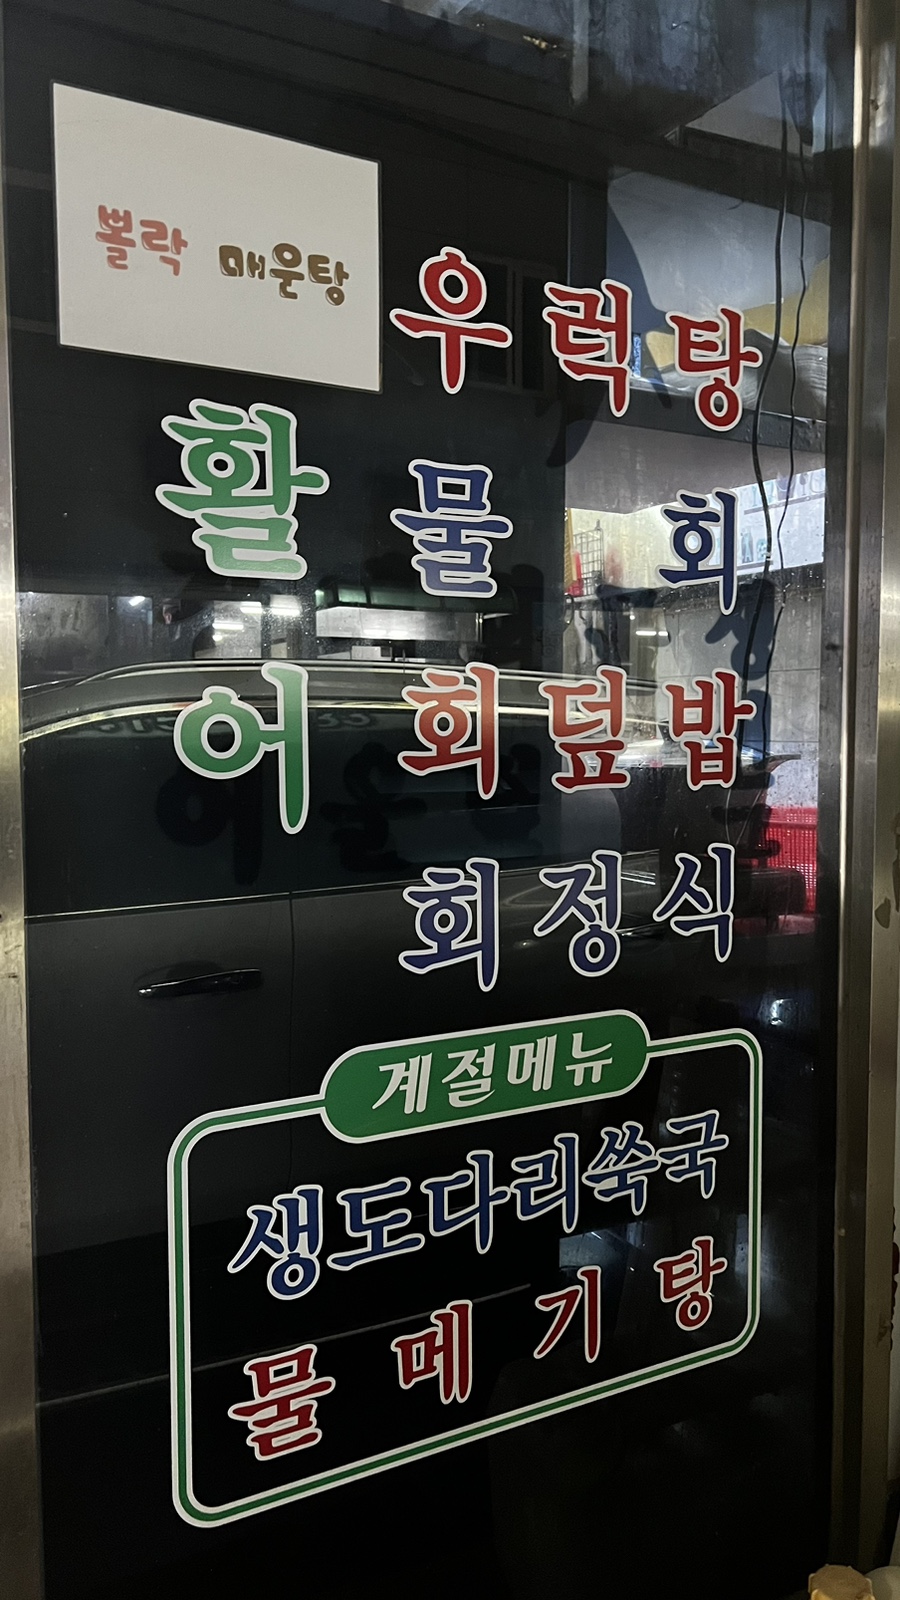 뽈락 매운탕
우럭탕
활어
물회
회덮밥
회정식
계절메뉴
생도다리쑥국
물메기탕